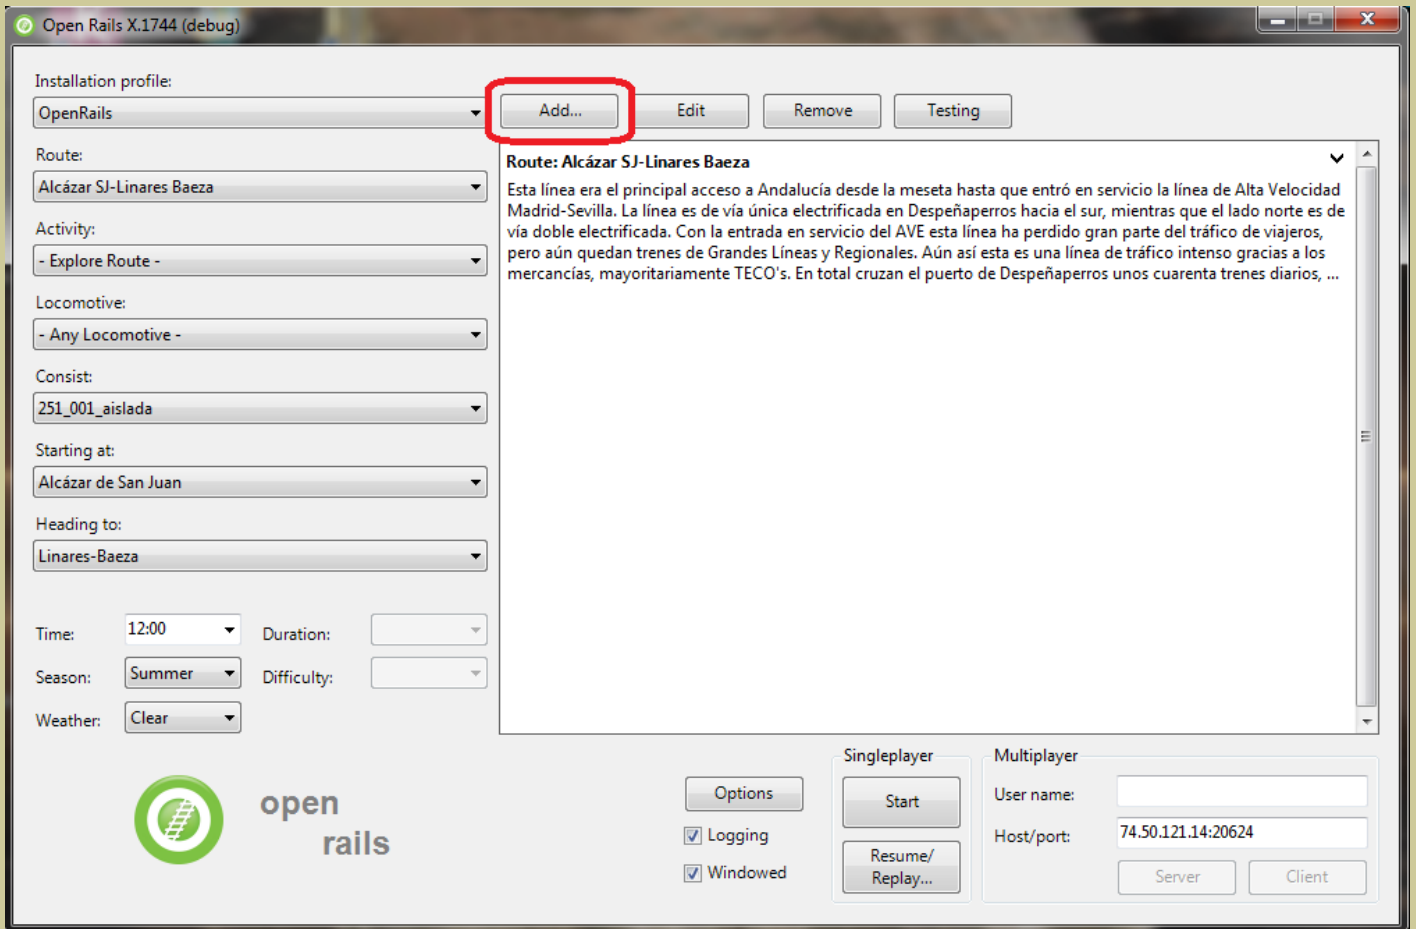 Open Rails X.1744 (debug)
Installation profile:
OpenRails
Add...
Edit
Remove
Testing
Route:
Alcázar SJ-Linares Baeza
Activity:
- Explore Route -
Locomotive:
- Any Locomotive -
Consist:
251_001_aislada
Starting at:
Alcázar de San Juan
Heading to:
Linares-Baeza
Route: Alcázar SJ-Linares Baeza
Esta línea era el principal acceso a Andalucía desde la meseta hasta que entró en servicio la línea de Alta Velocidad
Madrid-Sevilla. La línea es de vía única electrificada en Despeñaperros hacia el sur, mientras que el lado norte es de
vía doble electrificada. Con la entrada en servicio del AVE esta línea ha perdido gran parte del tráfico de viajeros,
pero aún quedan trenes de Grandes Líneas y Regionales. Aún así esta es una línea de tráfico intenso gracias a los
mercancías, mayoritariamente TECO's. En total cruzan el puerto de Despeñaperros unos cuarenta trenes diarios, ...
Time:
12:00
Duration:
Season:
Summer
Difficulty:
Weather:
Clear
open
rails
Options
Logging
Windowed
Singleplayer
Start
Resume/
Replay...
Multiplayer
User name:
Host/port:
74.50.121.14:20624
Server
Client